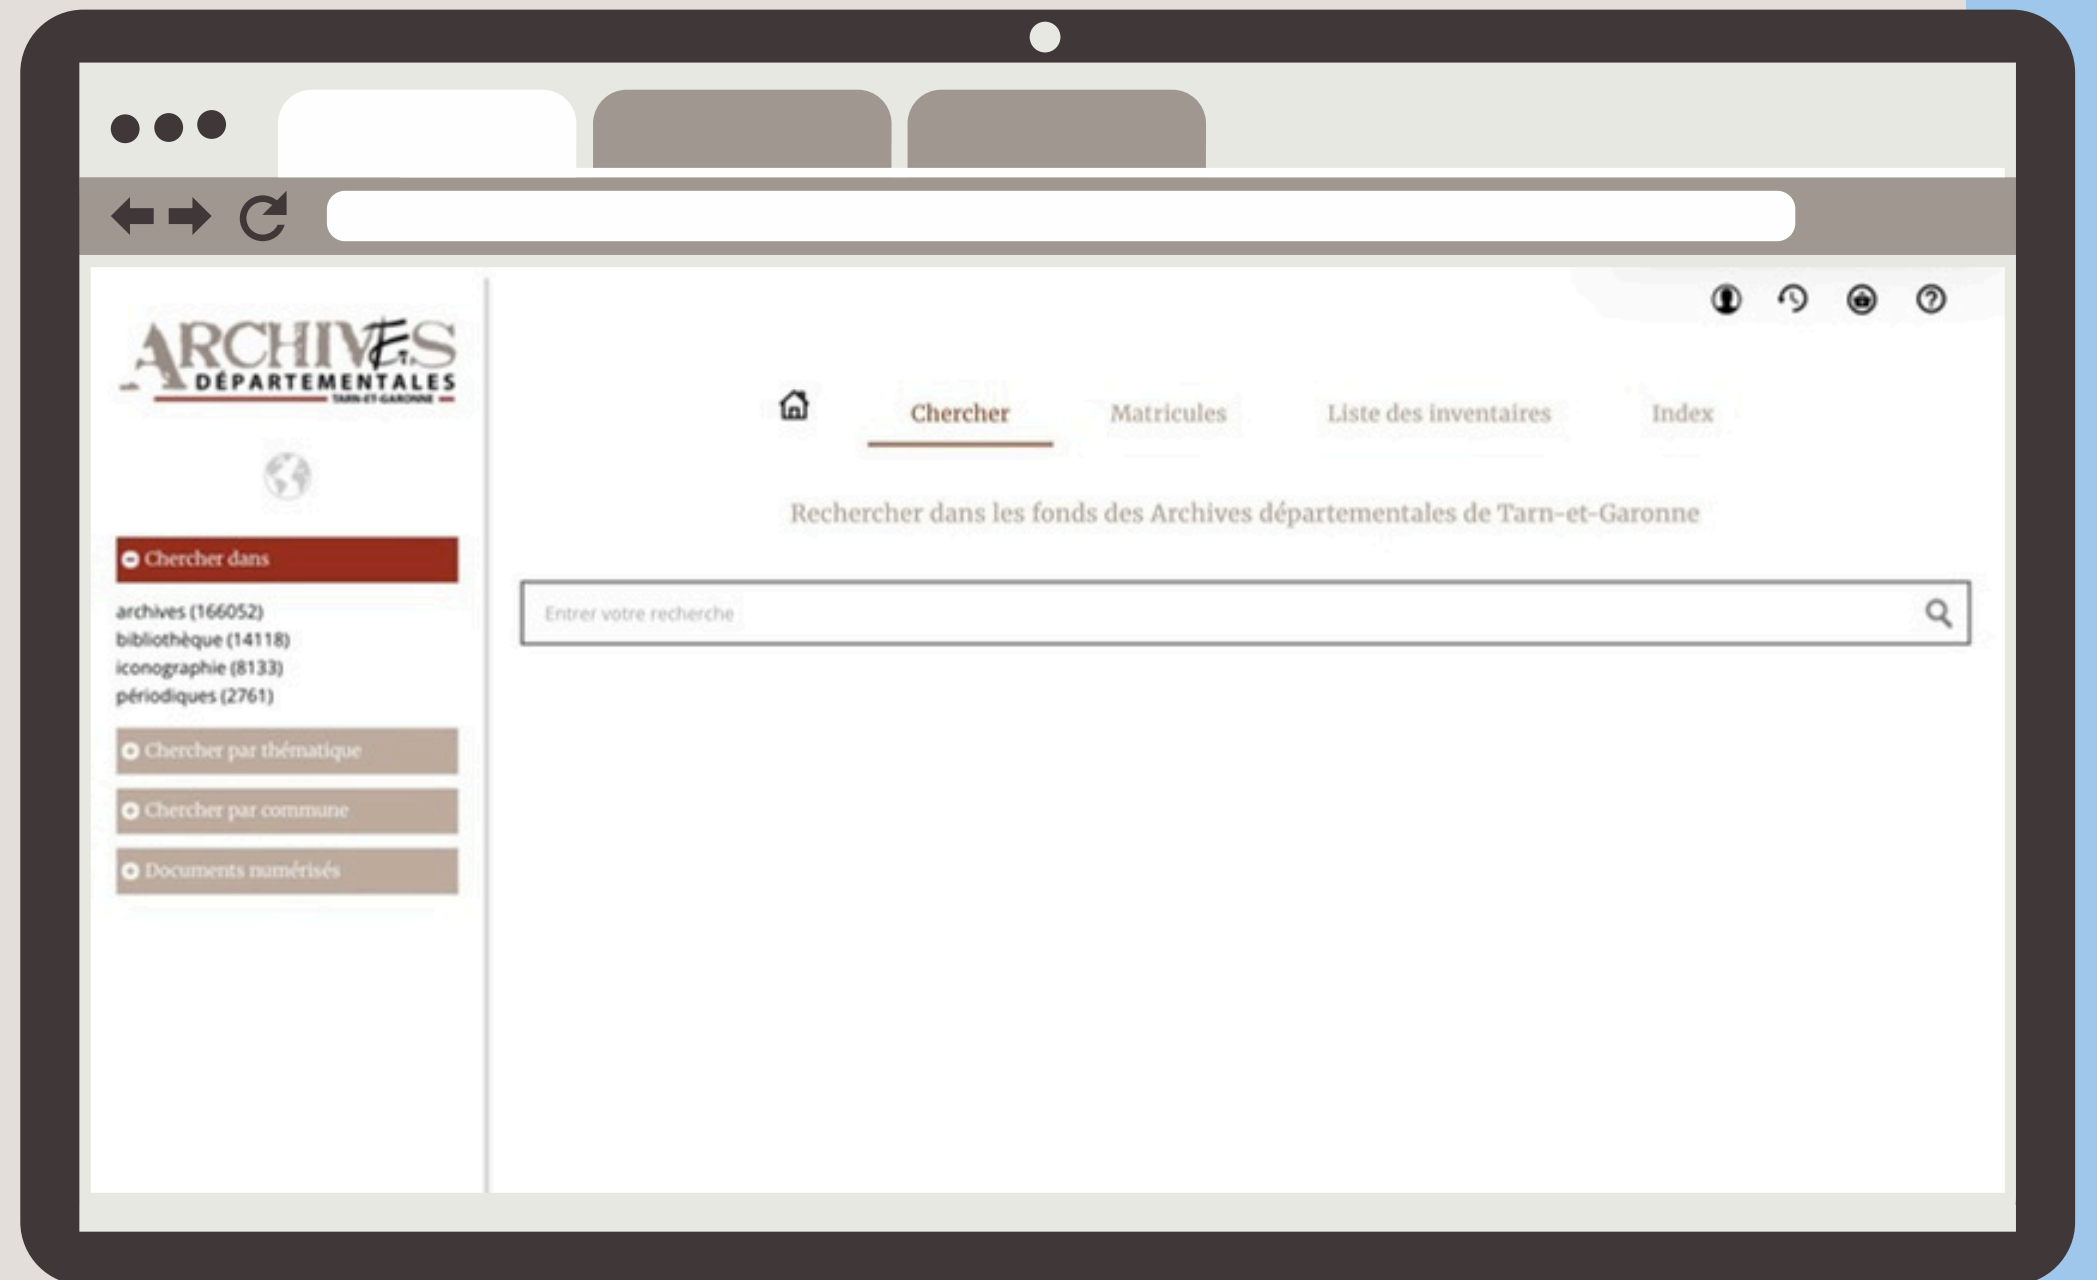 ARCHIVES
DÉPARTEMENTALES
TARN-ET-GARONNE
Chercher
Matricules
Liste des inventaires
Index
Rechercher dans les fonds des Archives départementales de Tarn-et-Garonne
Entrer votre recherche
Chercher dans
archives (166052)
bibliothèque (14118)
iconographie (8133)
périodiques (2761)
Chercher par thématique
Chercher par commune
Documents numérisés